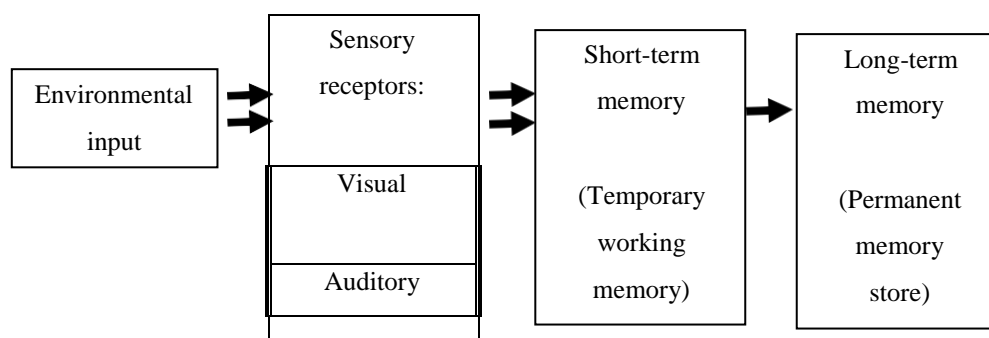 Environmental
input
Sensory
receptors:
Visual
Auditory
Short-term
memory
(Temporary
working
memory)
Long-term
memory
(Permanent
memory
store)